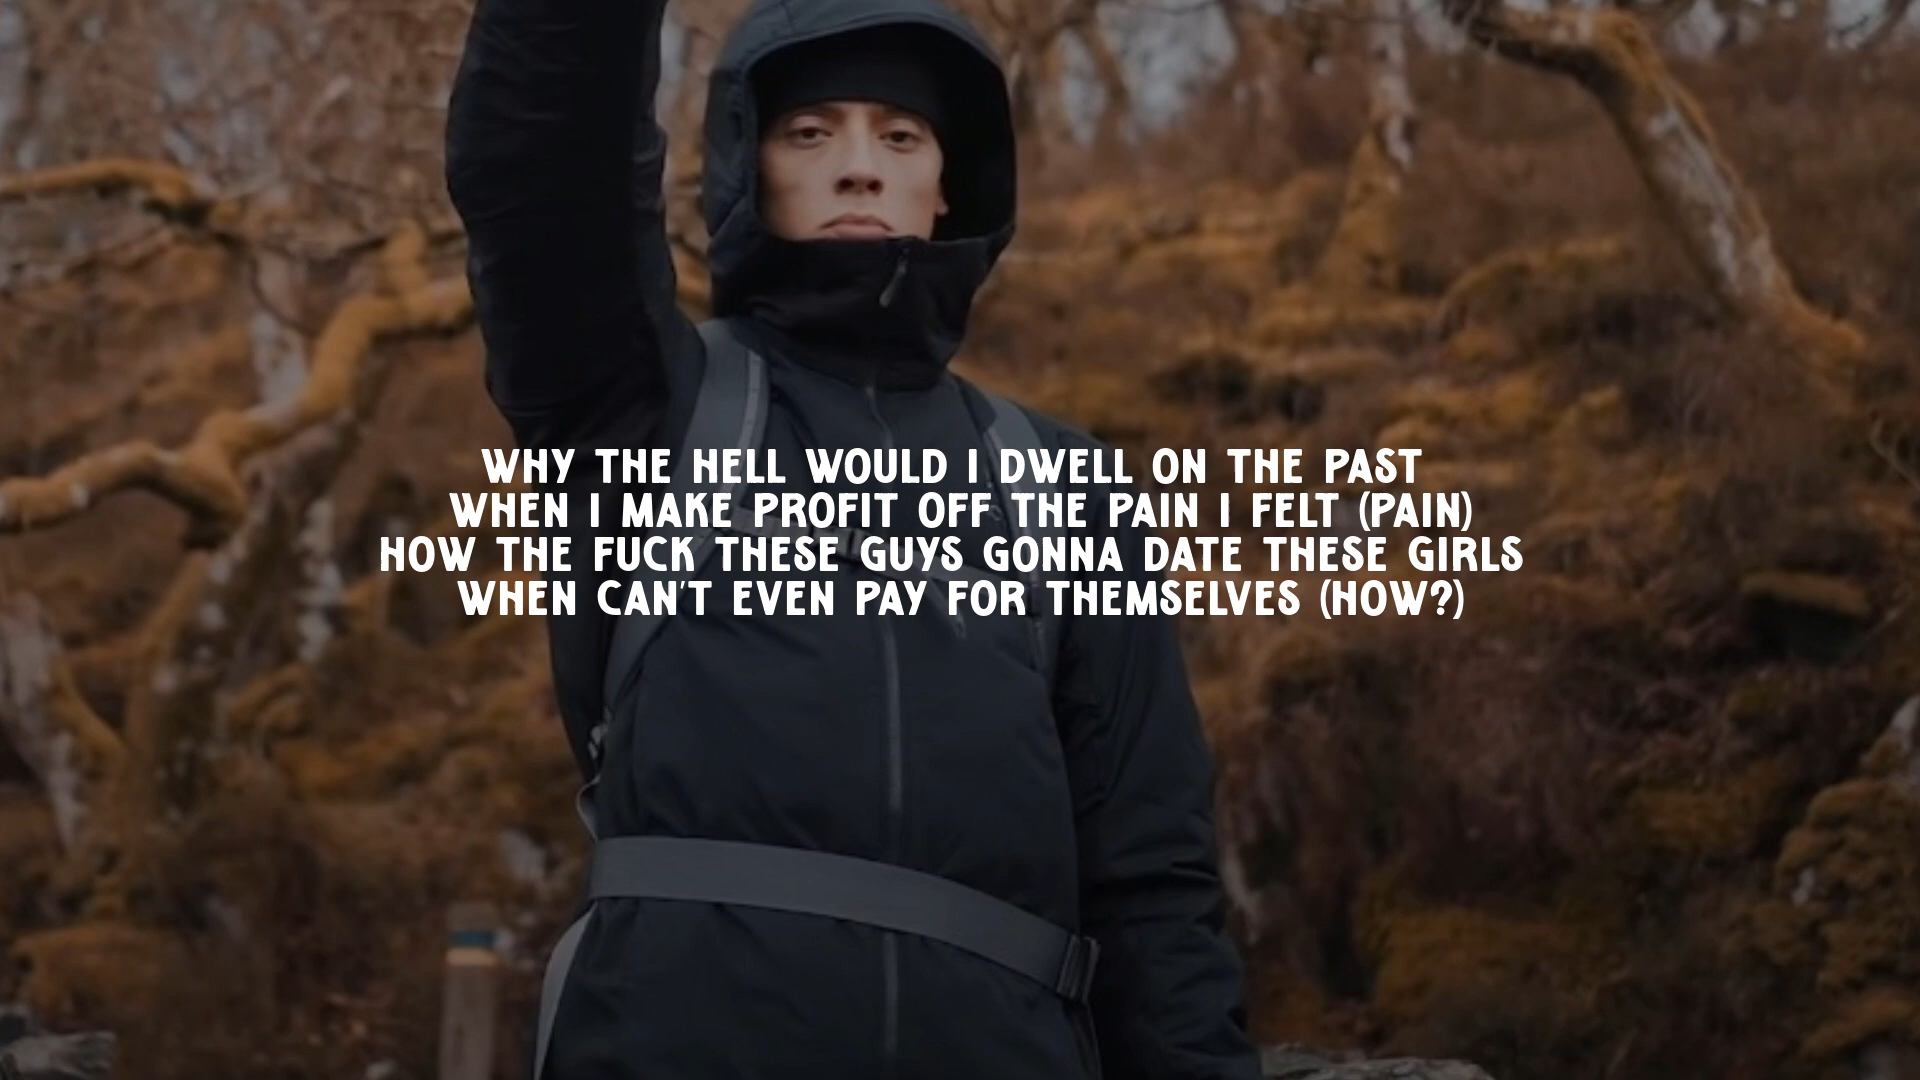 WHY THE HELL WOULD I DWELL ON THE PAST
WHEN I MAKE PROFIT OFF THE PAIN I FELT (PAIN)
HOW THE FUCK THESE GUYS GONNA DATE THESE GIRLS
WHEN CAN'T EVEN PAY FOR THEMSELVES (HOW?)